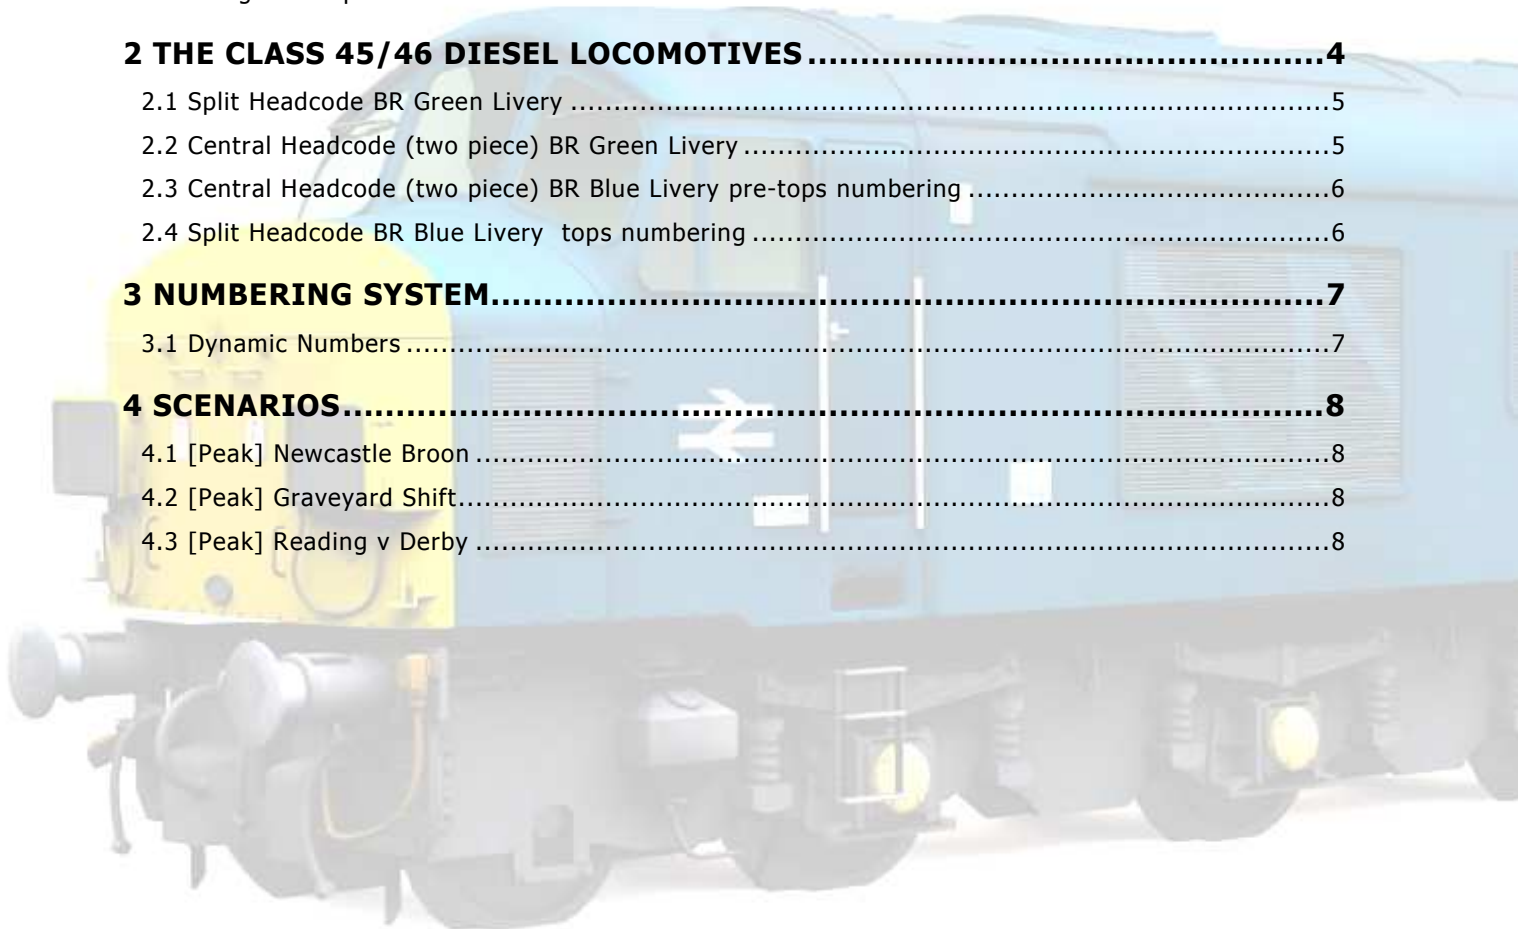 2 THE CLASS 45/46 DIESEL LOCOMOTIVES.................................................4
2.1 Split Headcode BR Green Livery.................................................5
2.2 Central Headcode (two piece) BR Green Livery.................................................5
2.3 Central Headcode (two piece) BR Blue Livery pre-tops numbering.................................................6
2.4 Split Headcode BR Blue Livery  tops numbering.................................................6
3 NUMBERING SYSTEM.................................................7
3.1 Dynamic Numbers.................................................7
4 SCENARIOS.................................................8
4.1 [Peak] Newcastle Broon.................................................8
4.2 [Peak] Graveyard Shift.................................................8
4.3 [Peak] Reading v Derby.................................................8